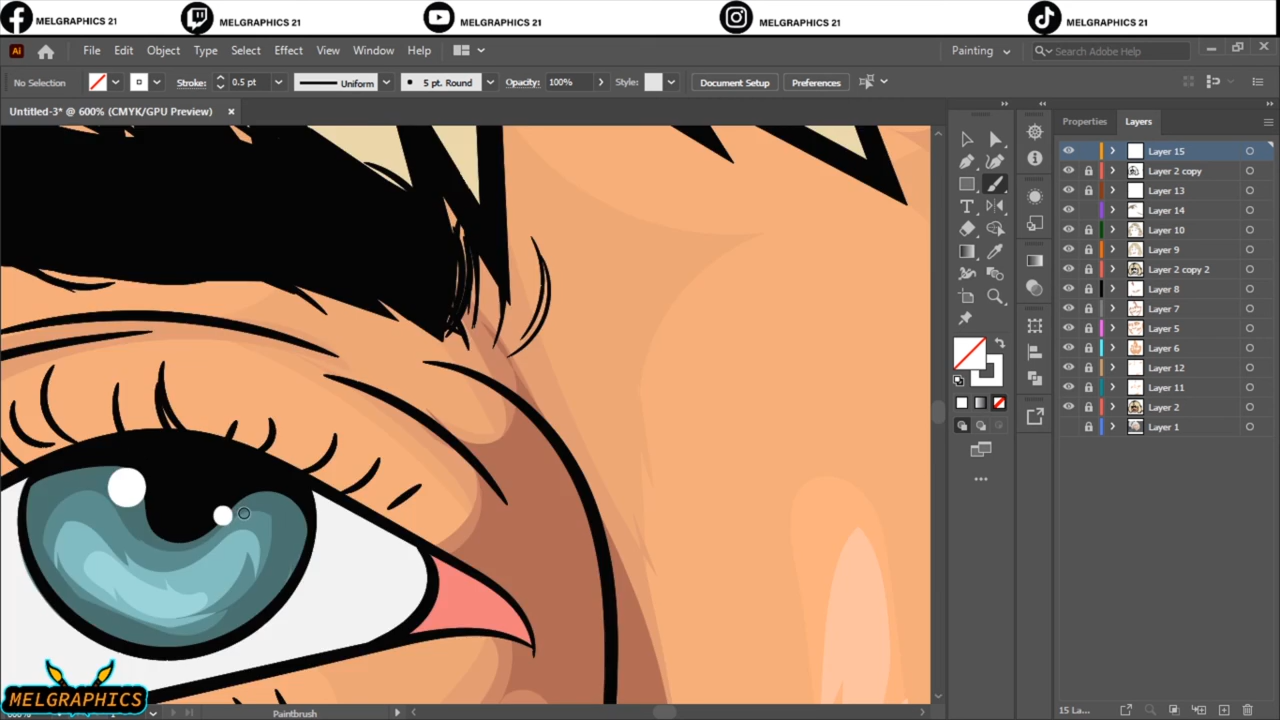 MELGRAPHICS 21 MELGRAPHICS 21 MELGRAPHICS 21 MELGRAPHICS 21 MELGRAPHICS 21
Ai File Edit Object Type Select Effect View Window Help Painting Search Adobe Help
No Selection Stroke: 0.5 pt Uniform 5 pt. Round Opacity: 100% Style: Document Setup Preferences
Untitled-3* @ 600% (CMYK/GPU Preview)
Properties Layers
Layer 15
Layer 2 copy
Layer 13
Layer 14
Layer 10
Layer 9
Layer 2 copy 2
Layer 8
Layer 7
Layer 5
Layer 6
Layer 12
Layer 11
Layer 2
Layer 1
MELGRAPHICS
Paintbrush
15 La...